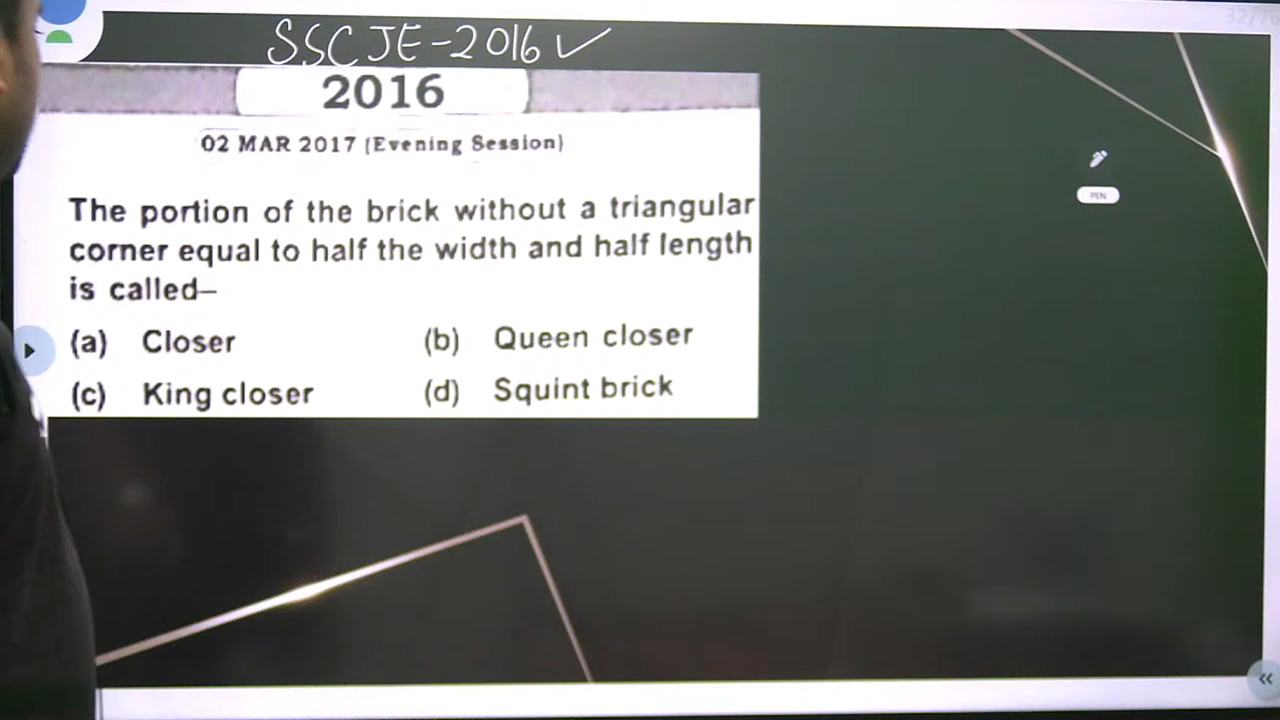 SSC JE-2016 ✓
2016
02 MAR 2017 (Evening Session)
The portion of the brick without a triangular
corner equal to half the width and half length
is called–
(a) Closer (b) Queen closer
(c) King closer (d) Squint brick
PEN